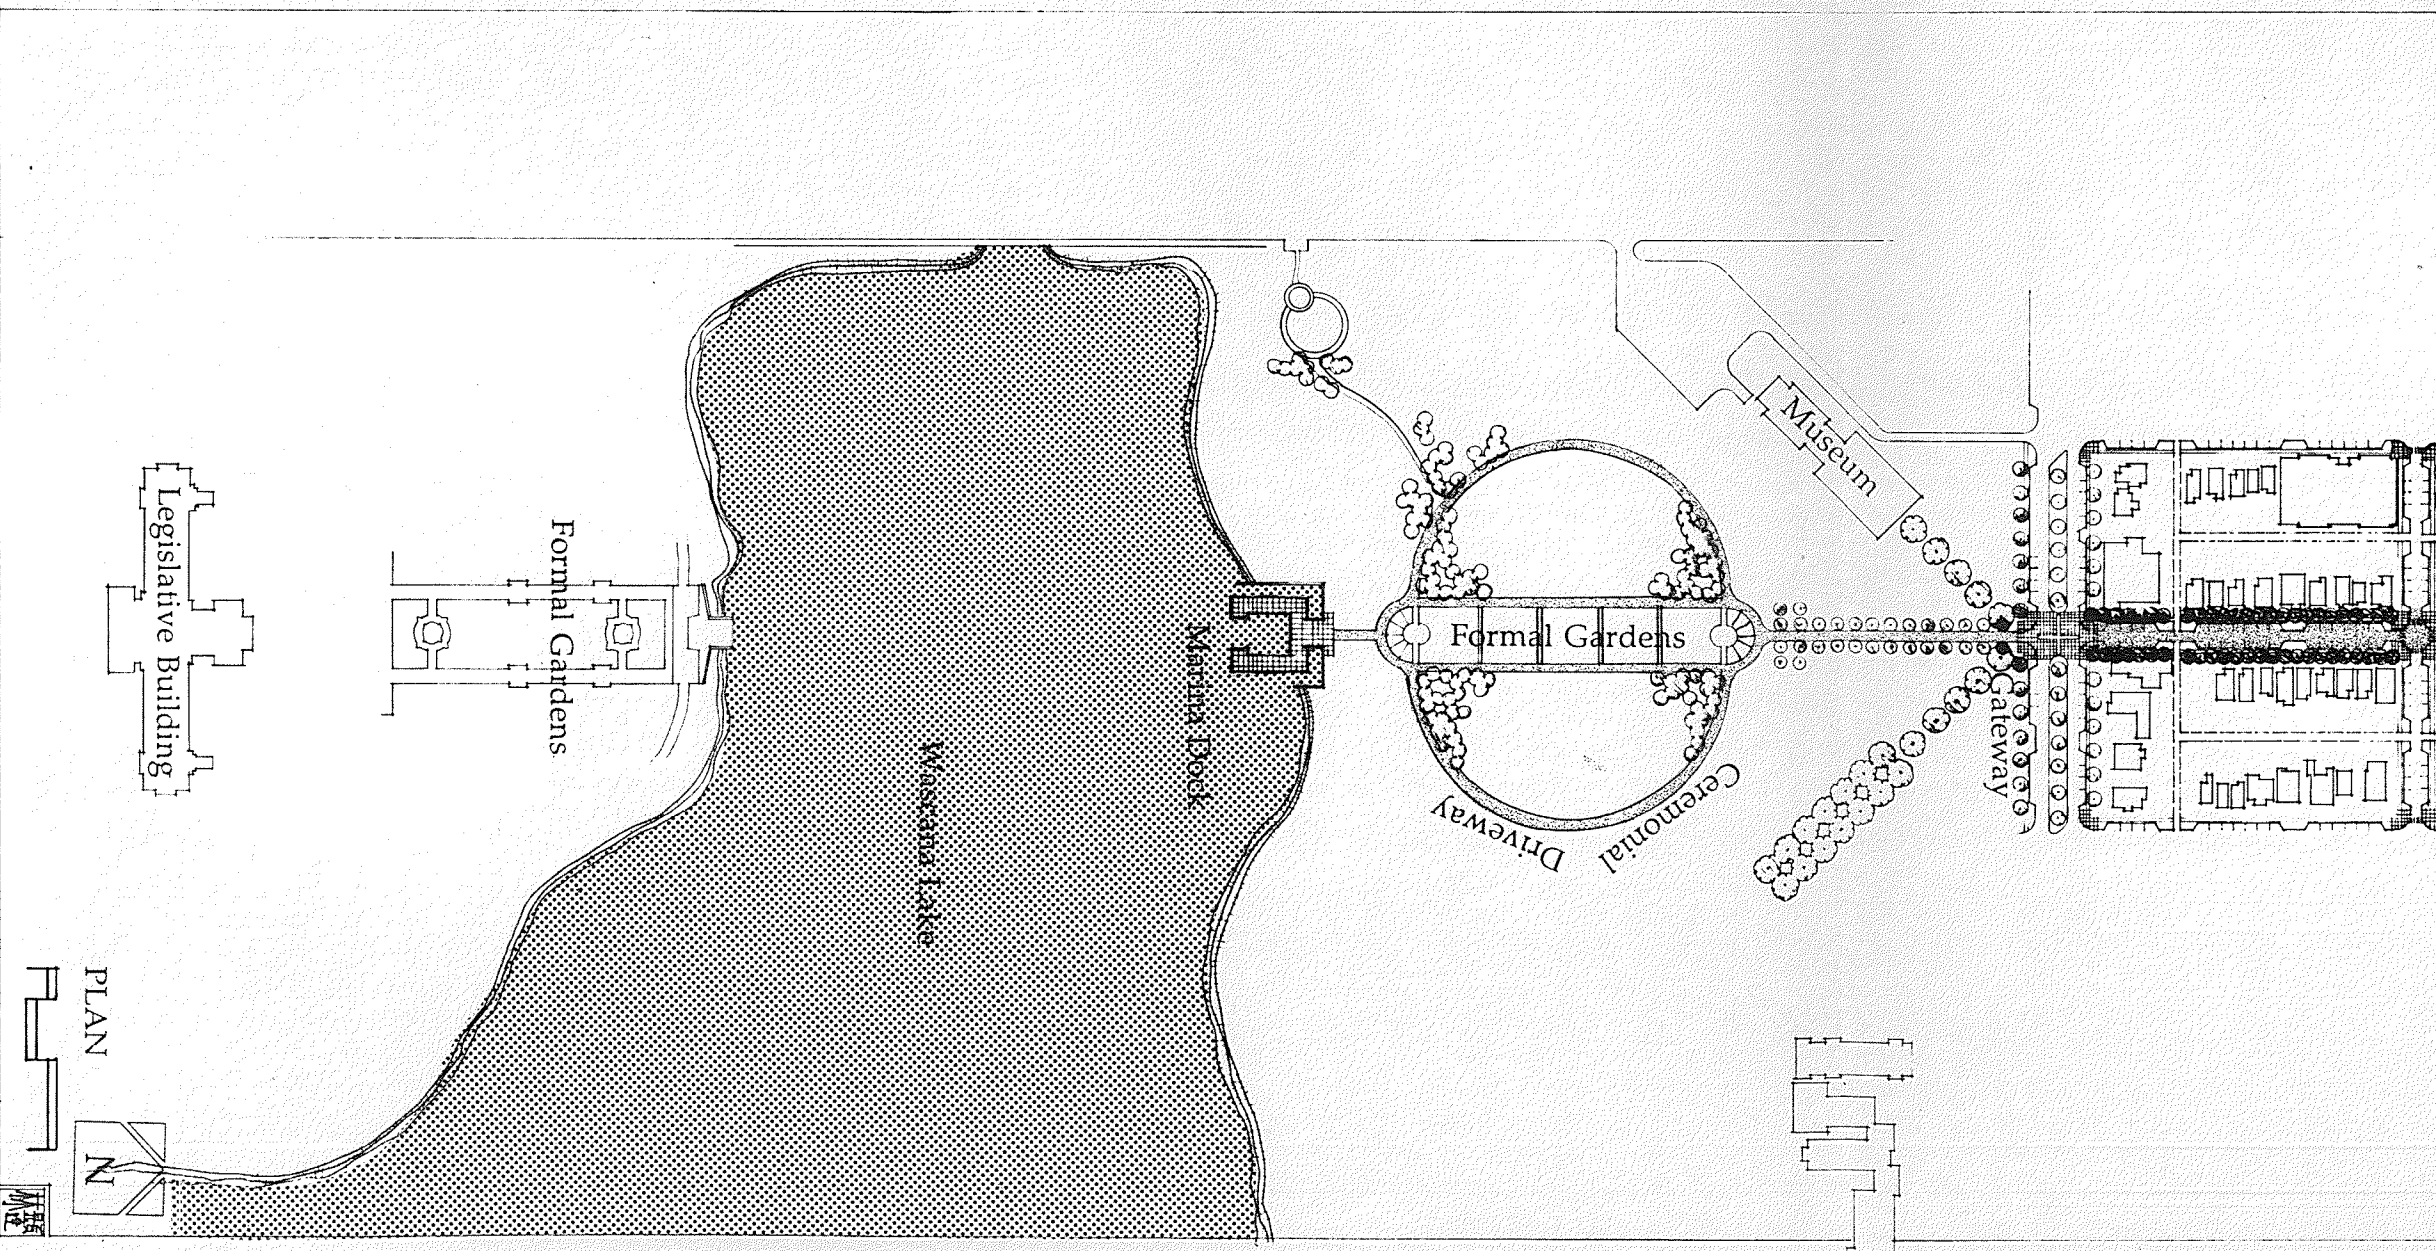 Legislative Building
Formal Gardens
Wascana Lake
Marina Dock
Formal Gardens
Ceremonial
Driveway
Museum
Gateway
PLAN
N